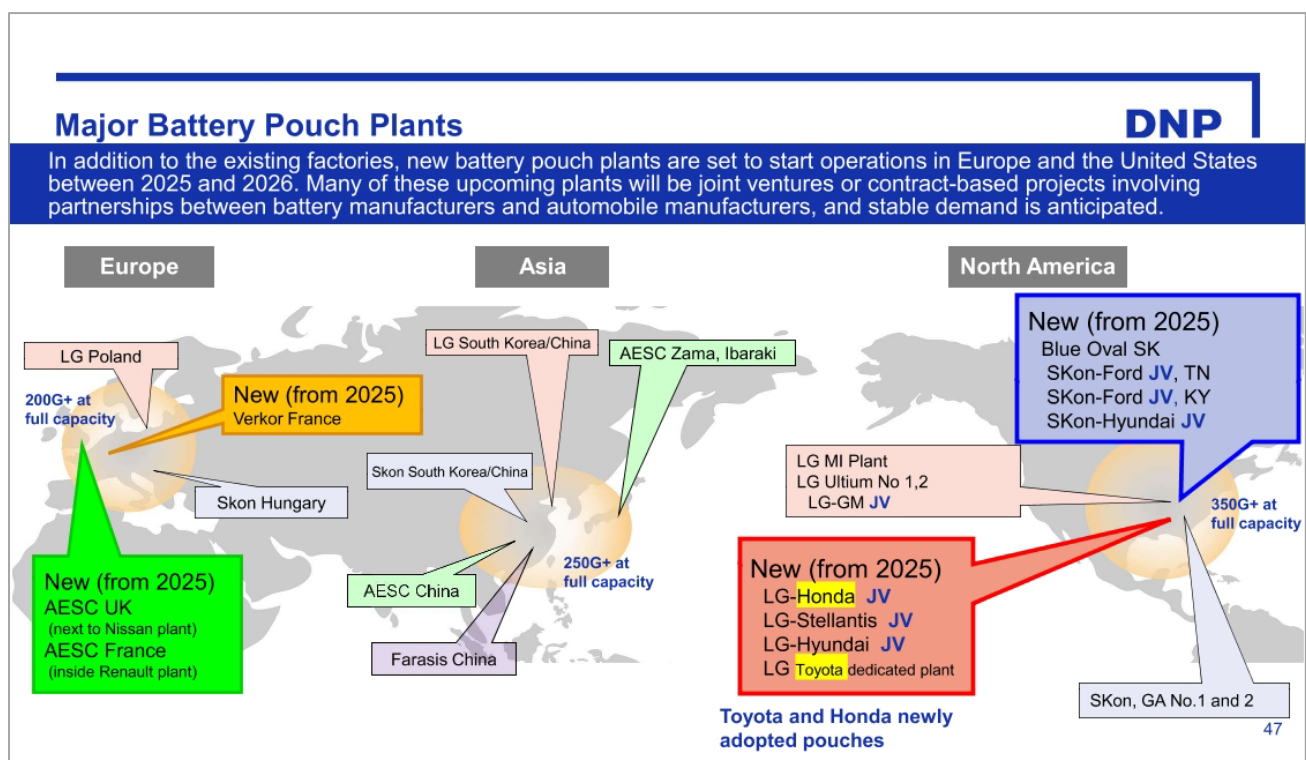 Major Battery Pouch Plants
DNP
In addition to the existing factories, new battery pouch plants are set to start operations in Europe and the United States
between 2025 and 2026. Many of these upcoming plants will be joint ventures or contract-based projects involving
partnerships between battery manufacturers and automobile manufacturers, and stable demand is anticipated.
Europe
LG Poland
200G+ at
full capacity
New (from 2025)
Verkor France
Skon Hungary
New (from 2025)
AESC UK
(next to Nissan plant)
AESC France
(inside Renault plant)
Asia
LG South Korea/China
AESC Zama, Ibaraki
Skon South Korea/China
250G+ at
full capacity
AESC China
Farasis China
North America
New (from 2025)
Blue Oval SK
SKon-Ford JV, TN
SKon-Ford JV, KY
SKon-Hyundai JV
LG MI Plant
LG Ultium No 1,2
LG-GM JV
350G+ at
full capacity
New (from 2025)
LG-Honda JV
LG-Stellantis JV
LG-Hyundai JV
LG Toyota dedicated plant
SKon, GA No.1 and 2
Toyota and Honda newly
adopted pouches
47